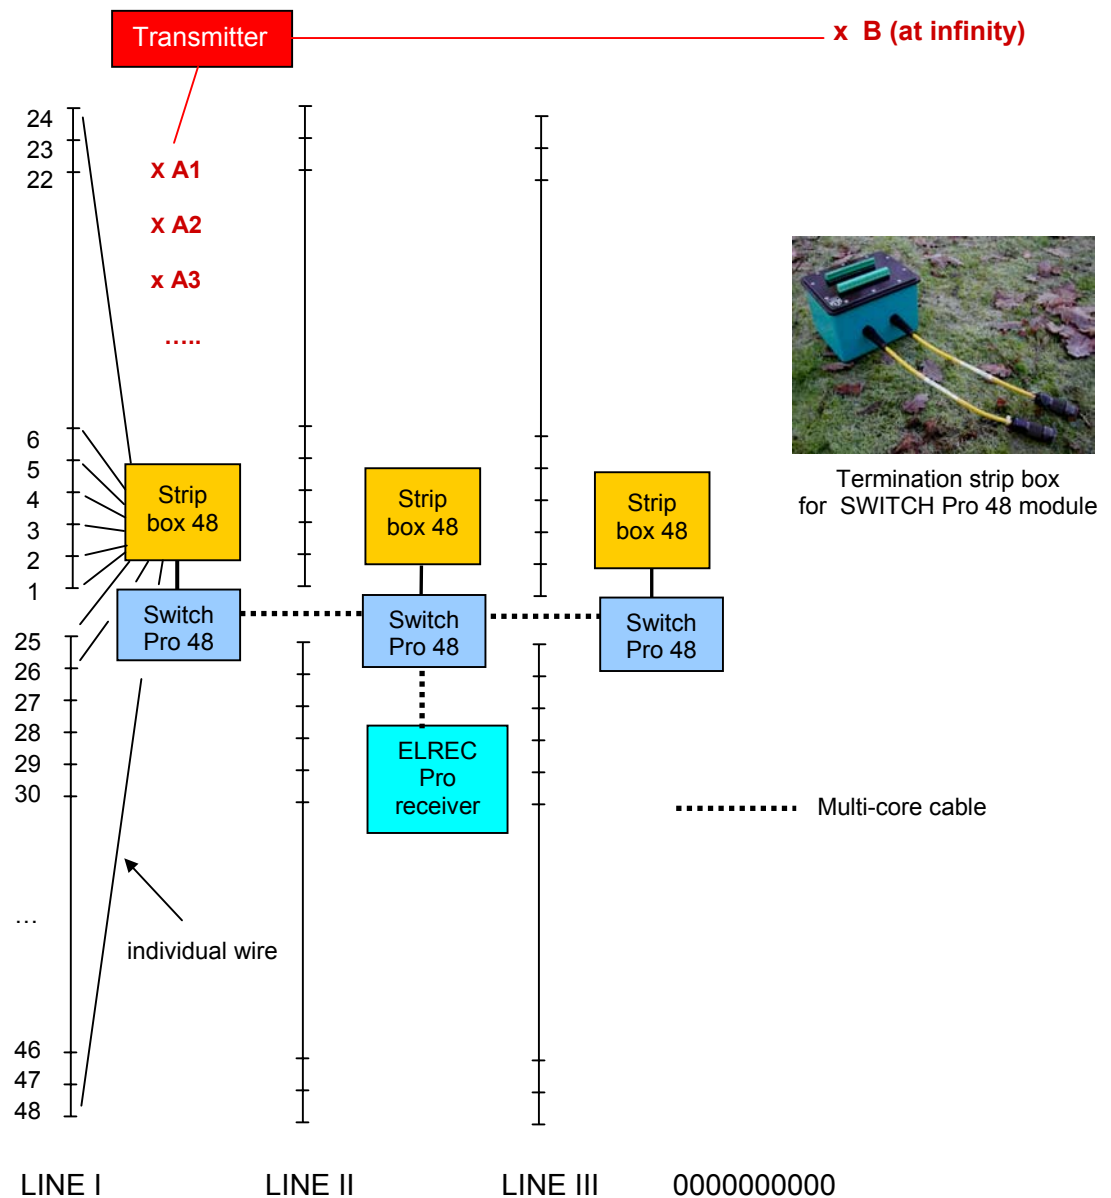 Transmitter
x B (at infinity)
24
23
22
x A1
x A2
x A3
.....
6
5
4
3
2
1
Strip
box 48
Strip
box 48
Strip
box 48
Switch
Pro 48
Switch
Pro 48
Switch
Pro 48
Termination strip box
for SWITCH Pro 48 module
25
26
27
28
29
30
ELREC
Pro
receiver
Multi-core cable
...
individual wire
46
47
48
LINE I
LINE II
LINE III
0000000000